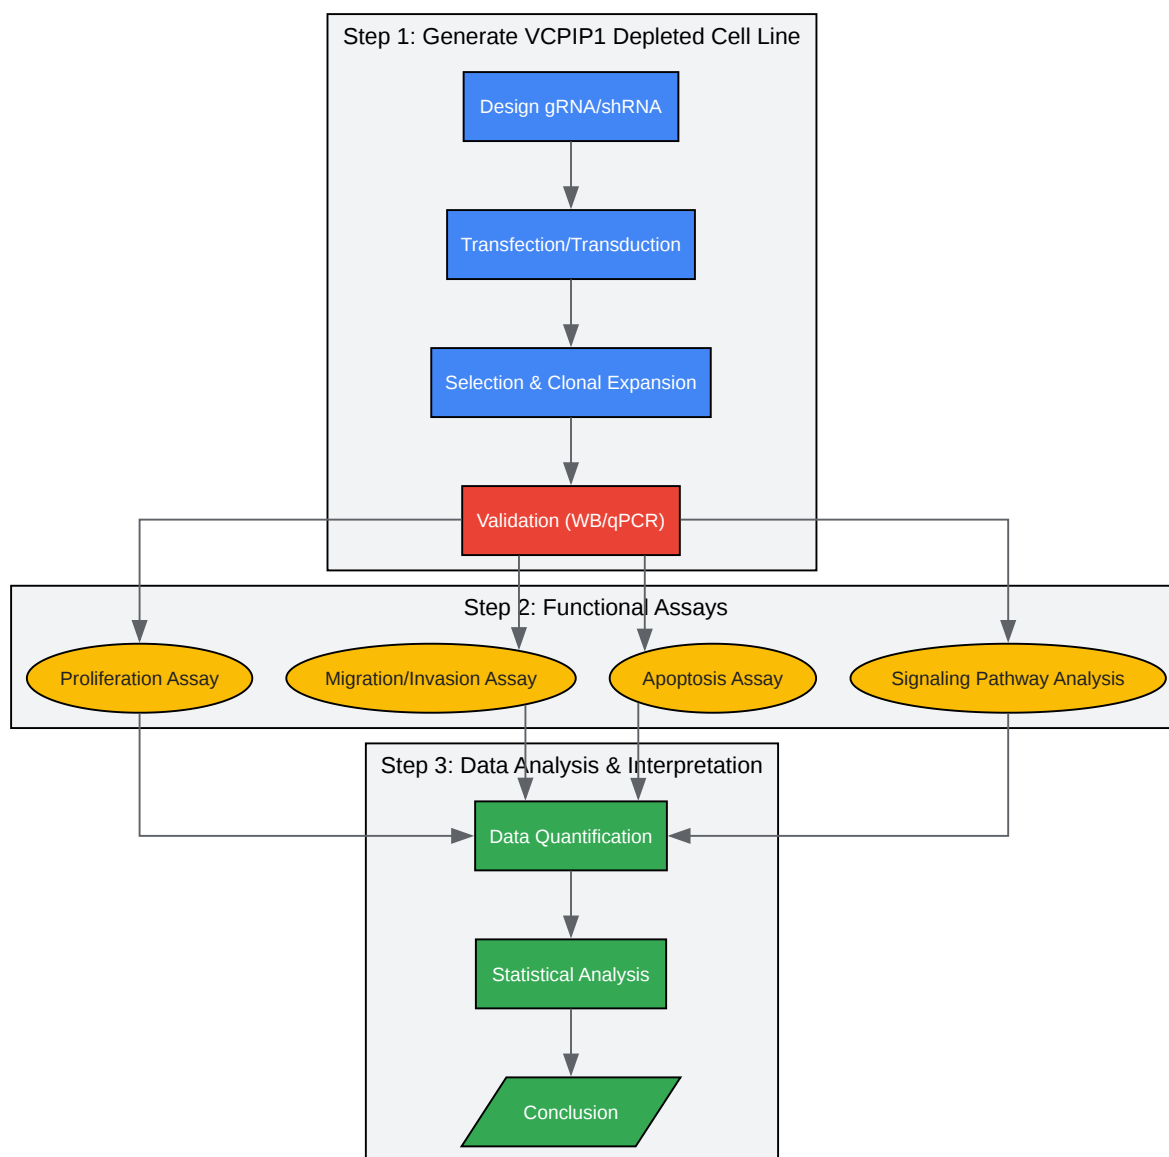 Step 1: Generate VCPIP1 Depleted Cell Line
Design gRNA/shRNA
Transfection/Transduction
Selection & Clonal Expansion
Validation (WB/qPCR)
Step 2: Functional Assays
Proliferation Assay
Migration/Invasion Assay
Apoptosis Assay
Signaling Pathway Analysis
Step 3: Data Analysis & Interpretation
Data Quantification
Statistical Analysis
Conclusion